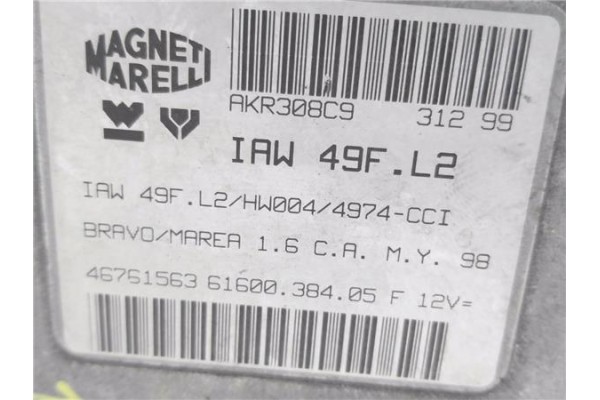 MAGNETI
MARELLI
AKR308C9 312 99
IAW 49F.L2
IAW 49F.L2/HW004/4974-CCI
BRAVO/MAREA 1.6 C.A. M.Y. 98
46761563 61600.384.05 F 12V=